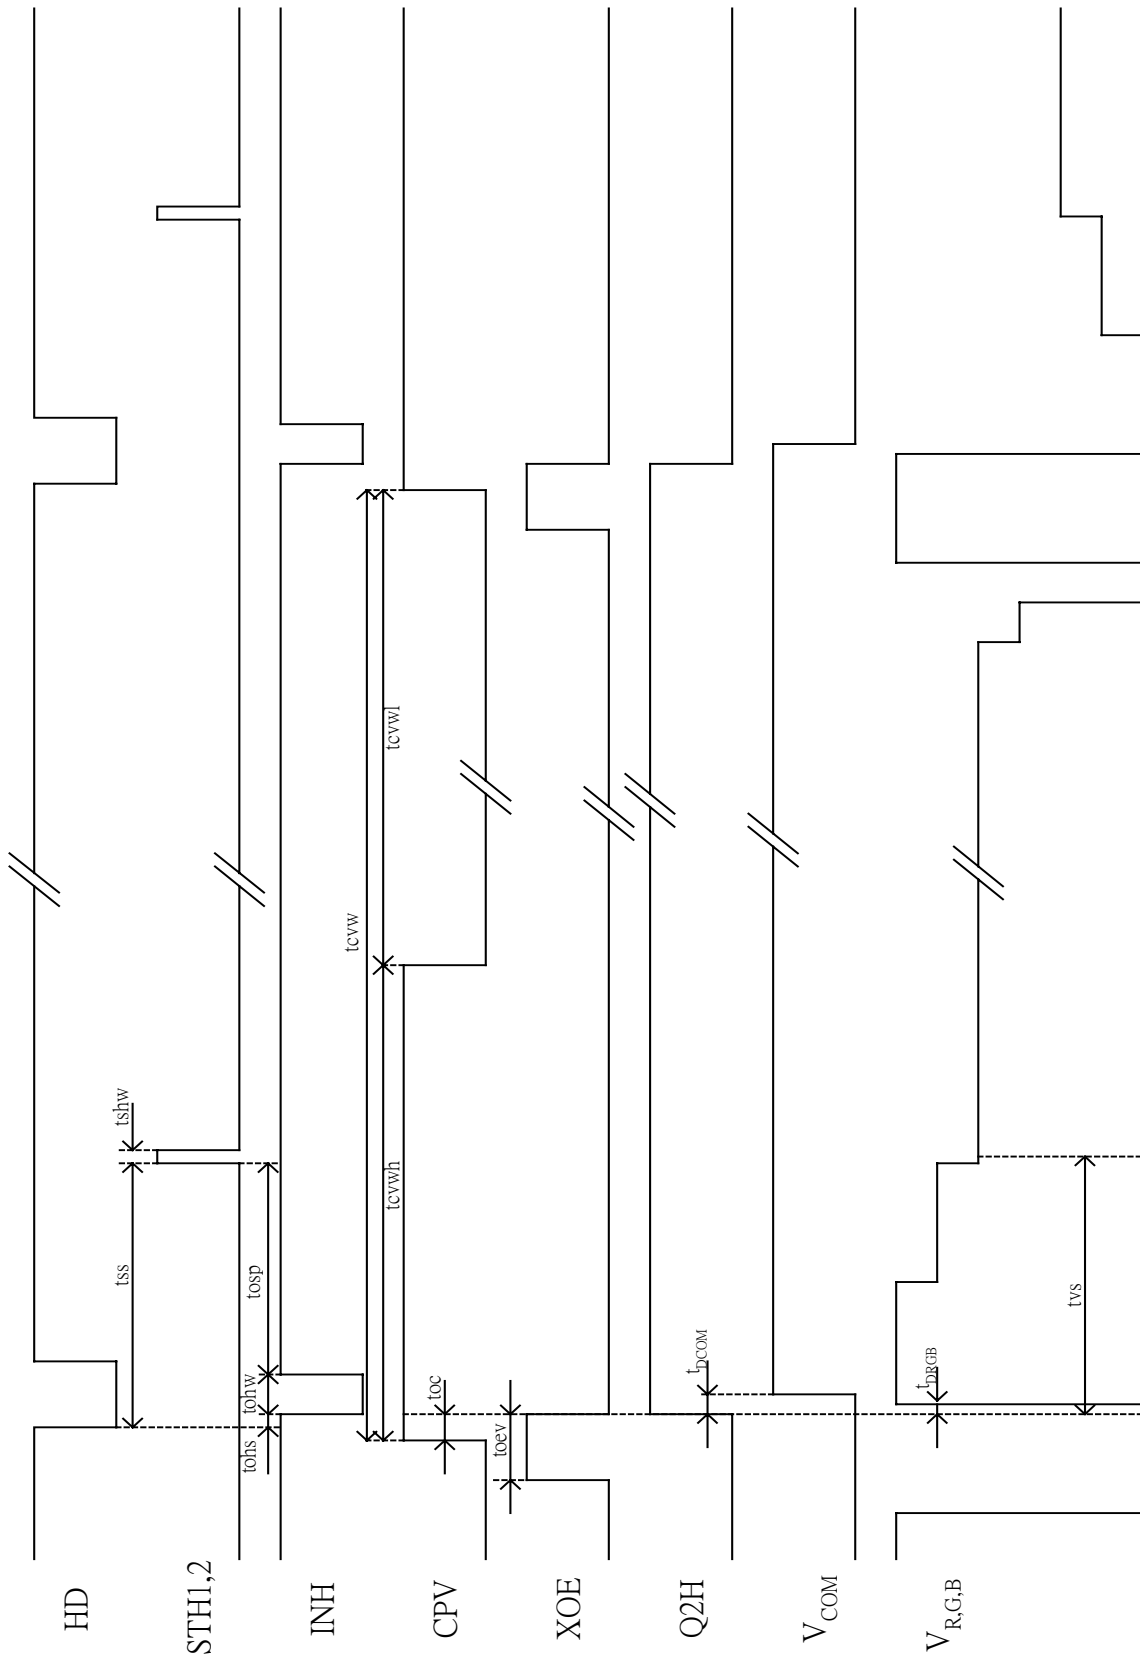 HD
STH1,2
INH
CPV
XOE
Q2H
VCOM
VR,G,B
tss
tshw
tohs
tohw
tosp
tcvw
tcvwh
tcvwl
toc
toev
tDCOM
tDRGB
tvs